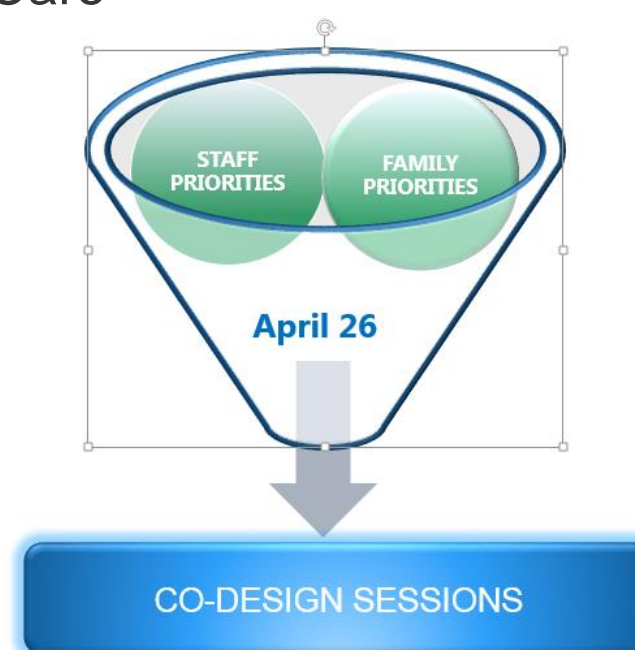 STAFF
PRIORITIES
FAMILY
PRIORITIES
April 26
CO-DESIGN SESSIONS